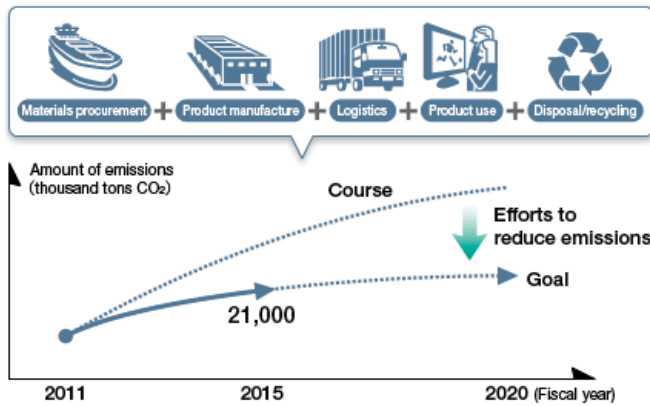 Materials procurement + Product manufacture + Logistics + Product use + Disposal/recycling
Amount of emissions
(thousand tons CO₂)
Course
Efforts to
reduce emissions
Goal
21,000
2011 2015 2020 (Fiscal year)